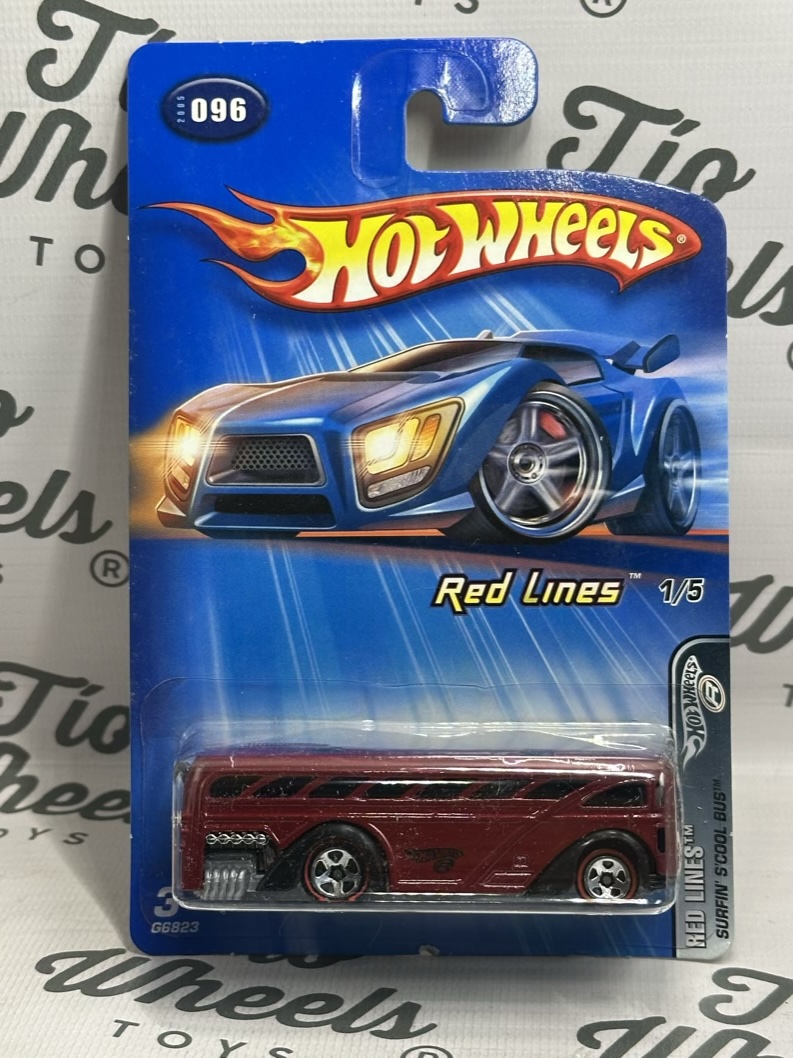 2005 096
HOT WHEELS®
Red Lines™ 1/5
HOT WHEELS R
RED LINES™
SURFIN' S'COOL BUS™
3
G6823
Tío
Wheels
TOYS ®